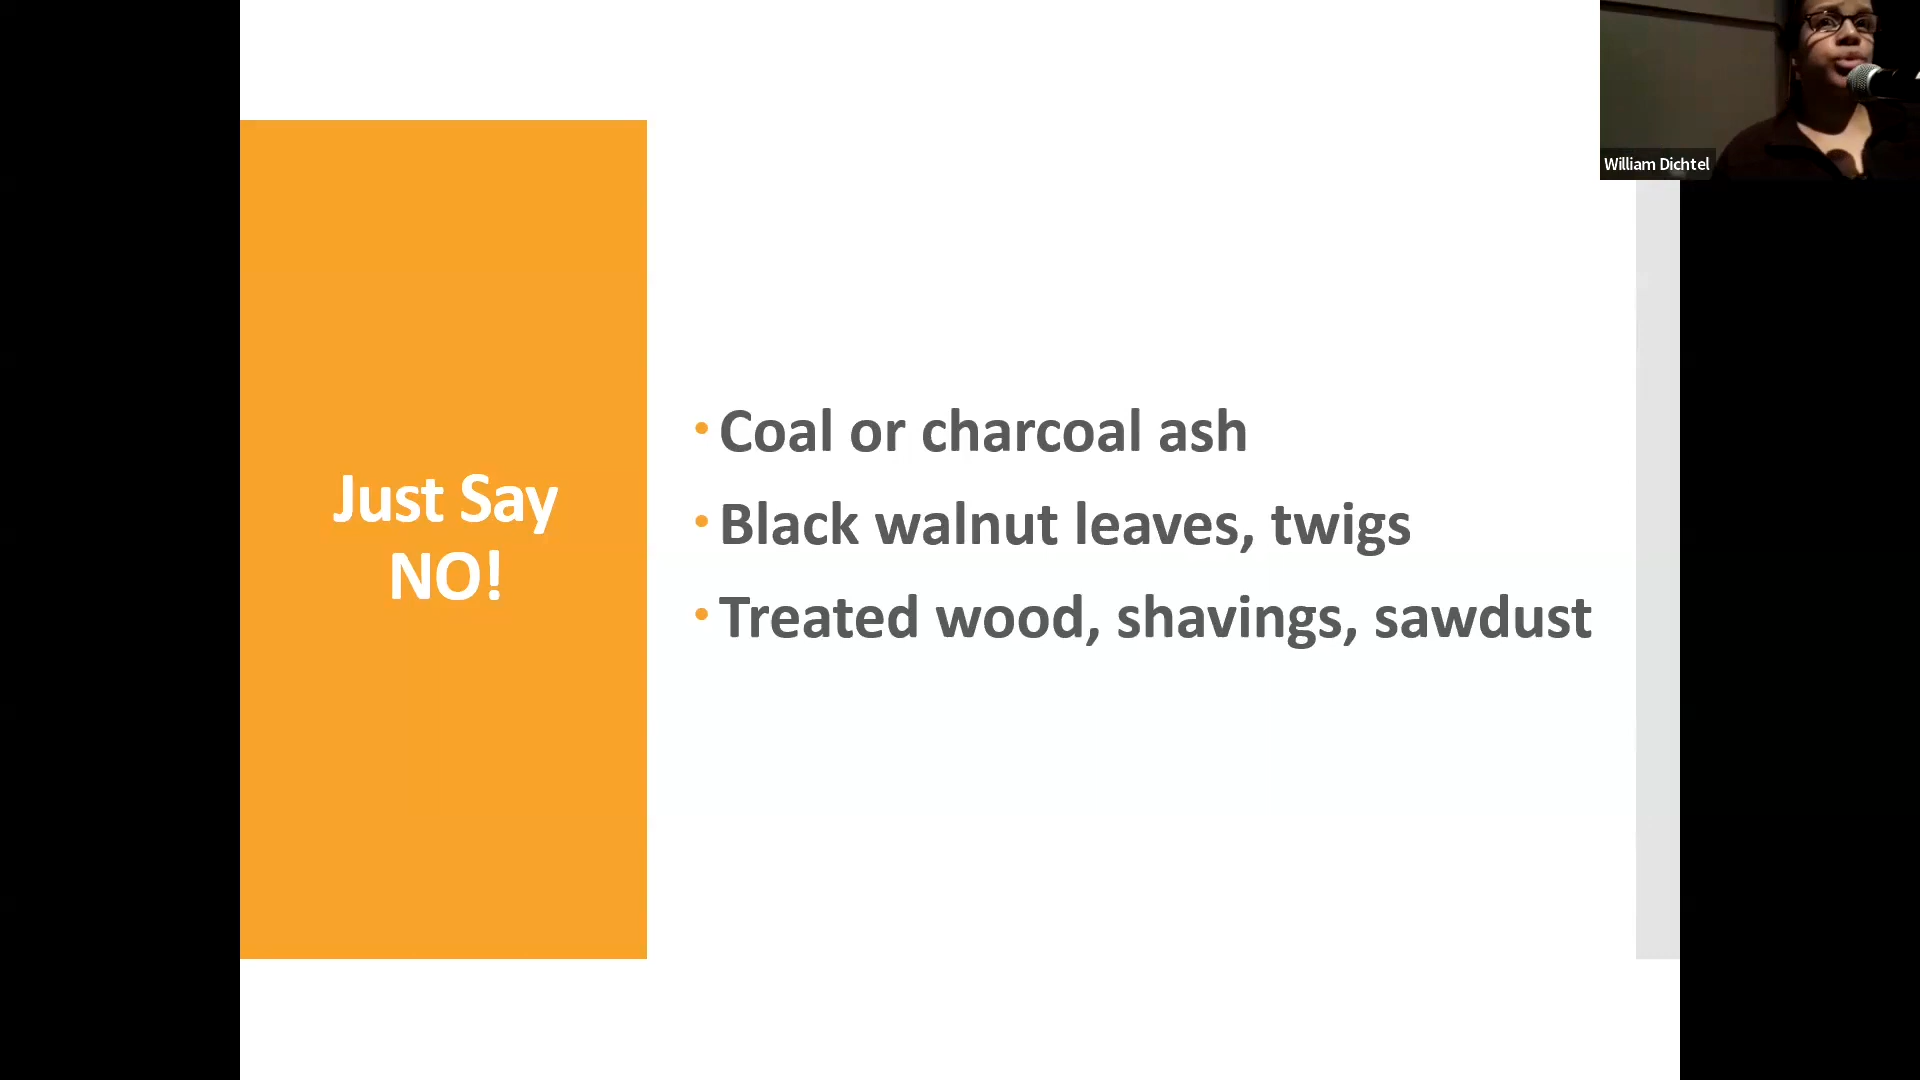 William Dichtel
Just Say
NO!
Coal or charcoal ash
Black walnut leaves, twigs
Treated wood, shavings, sawdust